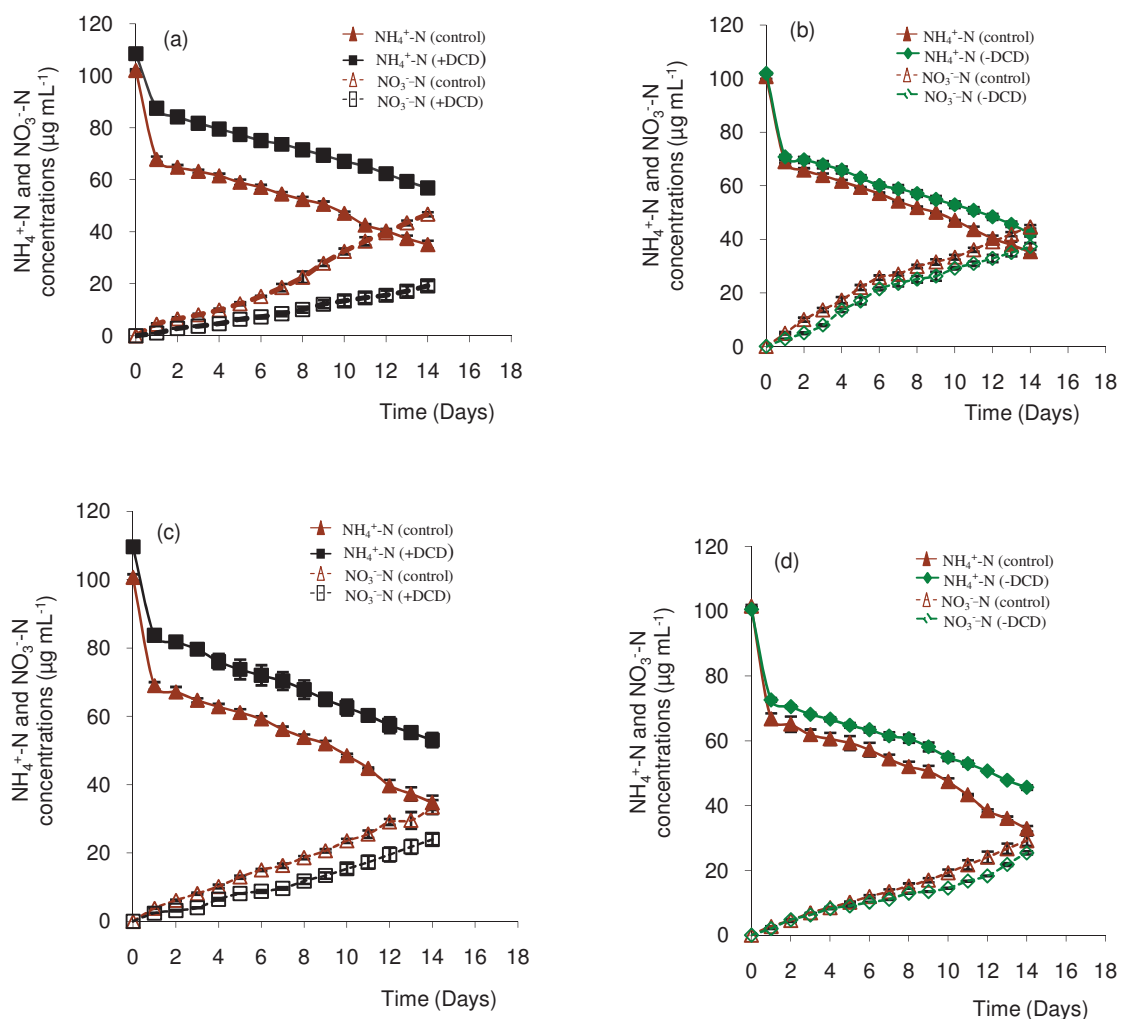 (a)
NH₄⁺-N (control)
NH₄⁺-N (+DCD)
NO₃⁻-N (control)
NO₃⁻-N (+DCD)
NH₄⁺-N and NO₃⁻-N
concentrations (µg mL⁻¹)
120
100
80
60
40
20
0
0 2 4 6 8 10 12 14 16 18
Time (Days)
(b)
NH₄⁺-N (control)
NH₄⁺-N (-DCD)
NO₃⁻-N (control)
NO₃⁻-N (-DCD)
NH₄⁺-N and NO₃⁻-N
concentrations (µg mL⁻¹)
120
100
80
60
40
20
0
0 2 4 6 8 10 12 14 16 18
Time (Days)
(c)
NH₄⁺-N (control)
NH₄⁺-N (+DCD)
NO₃⁻-N (control)
NO₃⁻-N (+DCD)
NH₄⁺-N and NO₃⁻-N
concentrations (µg mL⁻¹)
120
100
80
60
40
20
0
0 2 4 6 8 10 12 14 16 18
Time (Days)
(d)
NH₄⁺-N (control)
NH₄⁺-N (-DCD)
NO₃⁻-N (control)
NO₃⁻-N (-DCD)
NH₄⁺-N and NO₃⁻-N
concentrations (µg mL⁻¹)
120
100
80
60
40
20
0
0 2 4 6 8 10 12 14 16 18
Time (Days)